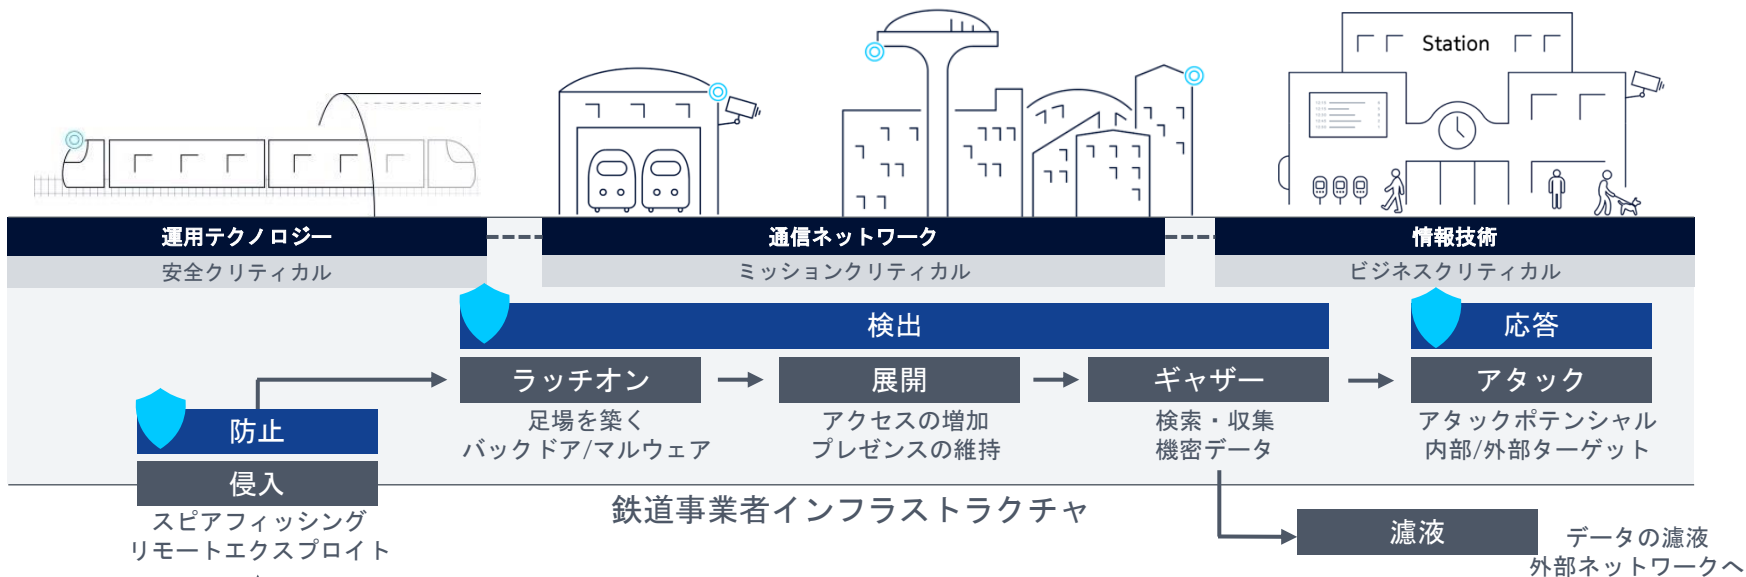 Station
運用テクノロジー
通信ネットワーク
情報技術
安全クリティカル
ミッションクリティカル
ビジネスクリティカル
検出
応答
ラッチオン
展開
ギャザー
アタック
足場を築く
バックドア/マルウェア
アクセスの増加
プレゼンスの維持
検索・収集
機密データ
アタックポテンシャル
内部/外部ターゲット
防止
侵入
スピアフィッシング
リモートエクスプロイト
鉄道事業者インフラストラクチャ
濾液
データの濾液
外部ネットワークへ